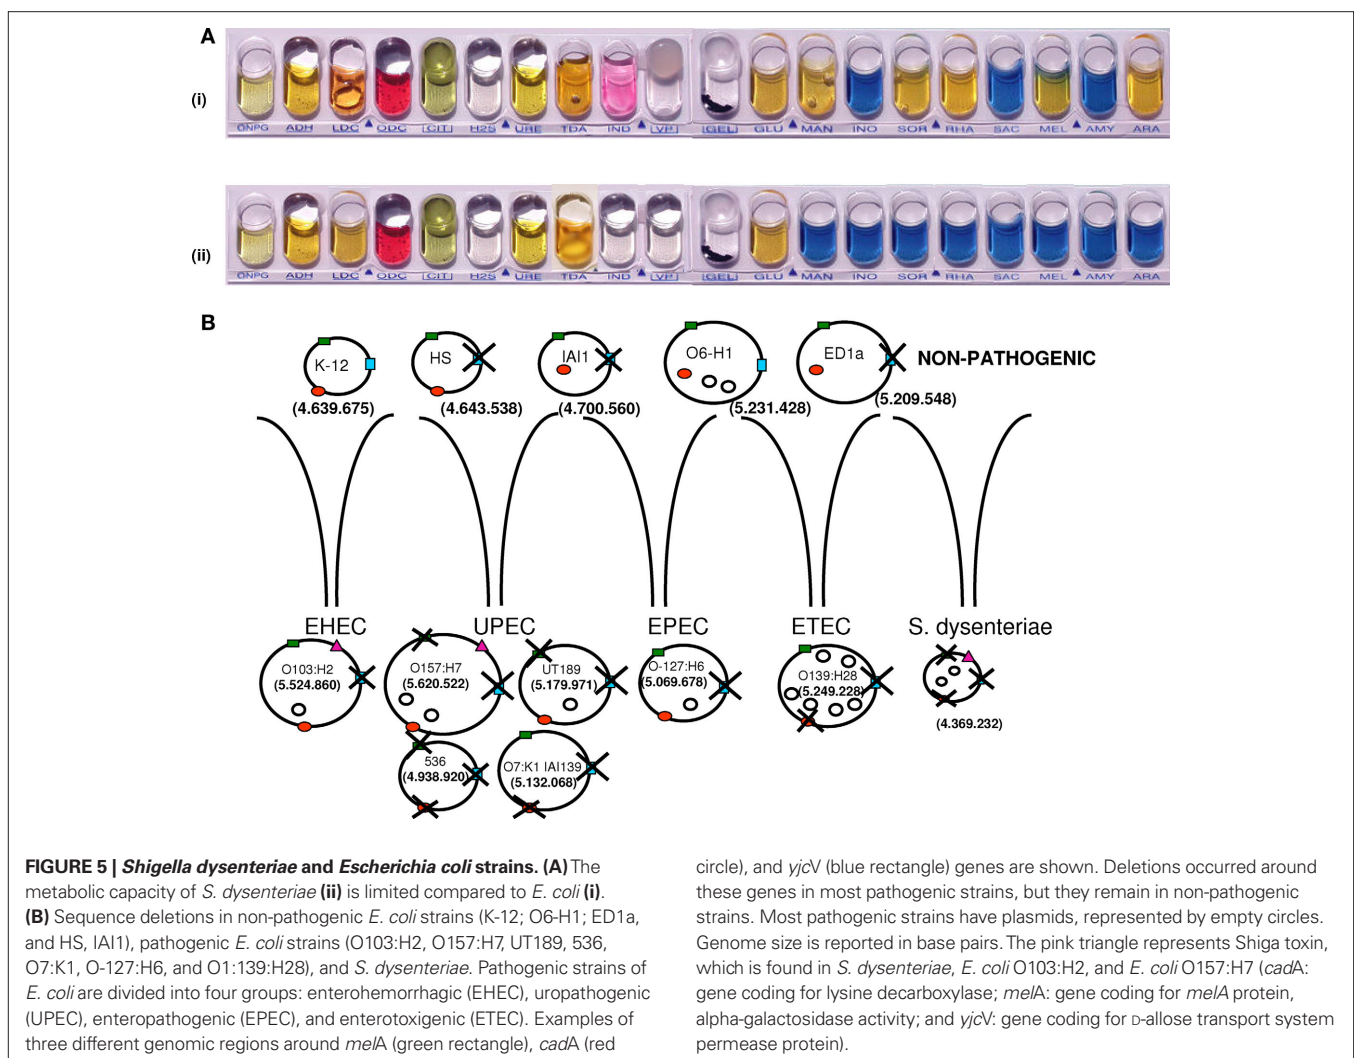 A
(i)
ONPG ADH LDC ODC CIT H2S URE TDA IND VP GEL GLU MAN INO SOR RHA SAC MEL AMY ARA
(ii)
ONPG ADH LDC ODC CIT H2S URE TDA IND VP GEL GLU MAN INO SOR RHA SAC MEL AMY ARA
B
K-12 HS IAI1 O6-H1 ED1a NON-PATHOGENIC
(4.639.675) (4.643.538) (4.700.560) (5.231.428) (5.209.548)
EHEC UPEC EPEC ETEC S. dysenteriae
O103:H2 O157:H7 UT189 O-127:H6 O139:H28
(5.524.860) (5.620.522) (5.179.971) (5.069.678) (5.249.228)
(4.369.232)
536 O7:K1 IAI139
(4.938.920) (5.132.068)
FIGURE 5 | Shigella dysenteriae and Escherichia coli strains. (A) The
metabolic capacity of S. dysenteriae (ii) is limited compared to E. coli (i).
(B) Sequence deletions in non-pathogenic E. coli strains (K-12; O6-H1; ED1a,
and HS, IAI1), pathogenic E. coli strains (O103:H2, O157:H7, UT189, 536,
O7:K1, O-127:H6, and O1:139:H28), and S. dysenteriae. Pathogenic strains of
E. coli are divided into four groups: enterohemorrhagic (EHEC), uropathogenic
(UPEC), enteropathogenic (EPEC), and enterotoxigenic (ETEC). Examples of
three different genomic regions around melA (green rectangle), cadA (red
circle), and yjcV (blue rectangle) genes are shown. Deletions occurred around
these genes in most pathogenic strains, but they remain in non-pathogenic
strains. Most pathogenic strains have plasmids, represented by empty circles.
Genome size is reported in base pairs. The pink triangle represents Shiga toxin,
which is found in S. dysenteriae, E. coli O103:H2, and E. coli O157:H7 (cadA:
gene coding for lysine decarboxylase; melA: gene coding for melA protein,
alpha-galactosidase activity; and yjcV: gene coding for D-allose transport system
permease protein).